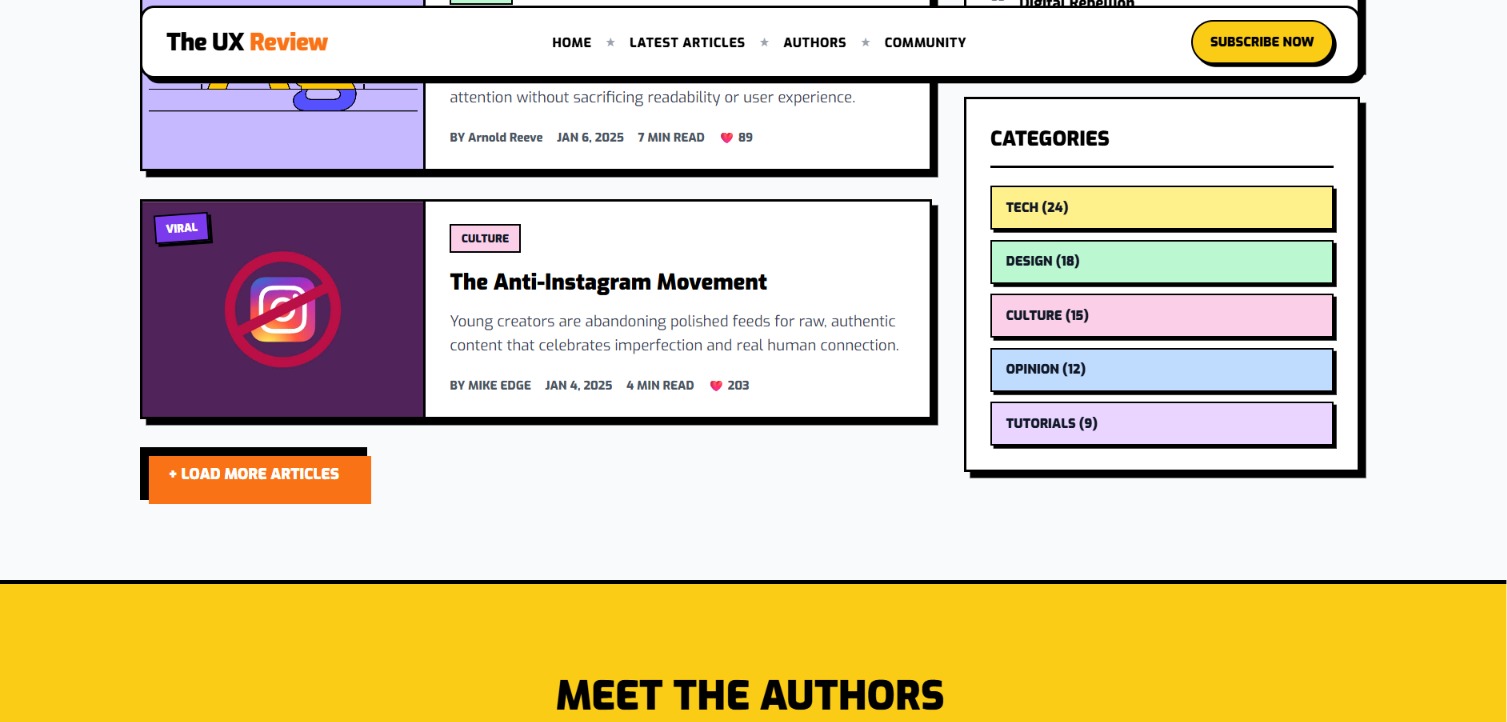 Digital Rebellion
The UX Review
HOME ★ LATEST ARTICLES ★ AUTHORS ★ COMMUNITY
SUBSCRIBE NOW
attention without sacrificing readability or user experience.
BY Arnold Reeve JAN 6, 2025 7 MIN READ 89
VIRAL
CULTURE
The Anti-Instagram Movement
Young creators are abandoning polished feeds for raw, authentic
content that celebrates imperfection and real human connection.
BY MIKE EDGE JAN 4, 2025 4 MIN READ 203
+ LOAD MORE ARTICLES
CATEGORIES
TECH (24)
DESIGN (18)
CULTURE (15)
OPINION (12)
TUTORIALS (9)
MEET THE AUTHORS